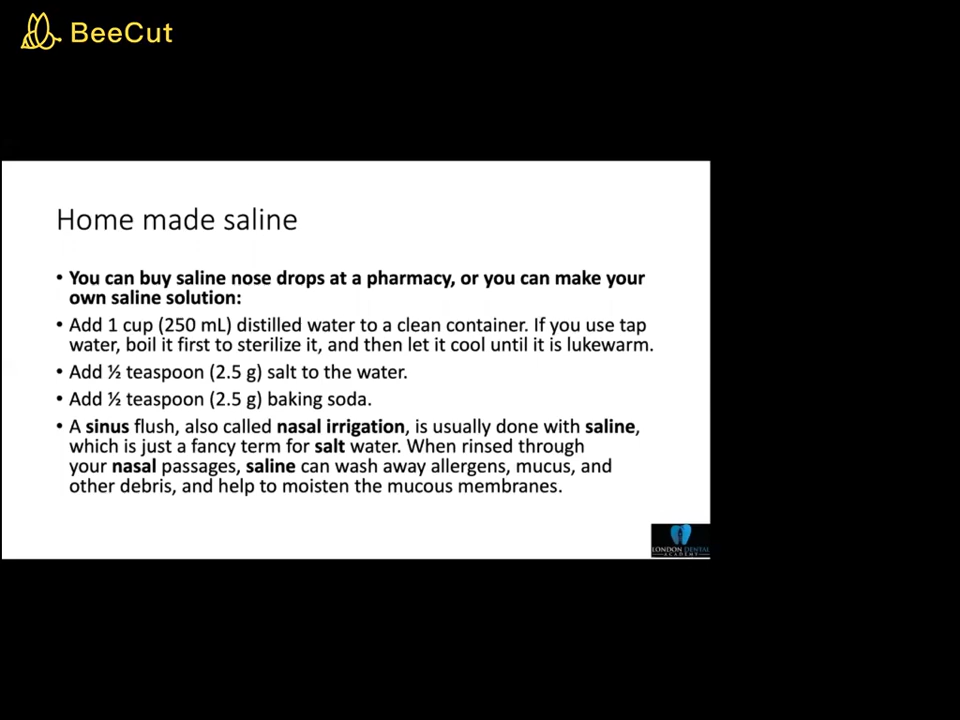 BeeCut
Home made saline
• You can buy saline nose drops at a pharmacy, or you can make your
own saline solution:
• Add 1 cup (250 mL) distilled water to a clean container. If you use tap
water, boil it first to sterilize it, and then let it cool until it is lukewarm.
• Add ½ teaspoon (2.5 g) salt to the water.
• Add ½ teaspoon (2.5 g) baking soda.
• A sinus flush, also called nasal irrigation, is usually done with saline,
which is just a fancy term for salt water. When rinsed through
your nasal passages, saline can wash away allergens, mucus, and
other debris, and help to moisten the mucous membranes.
LONDON DENTAL
ACADEMY